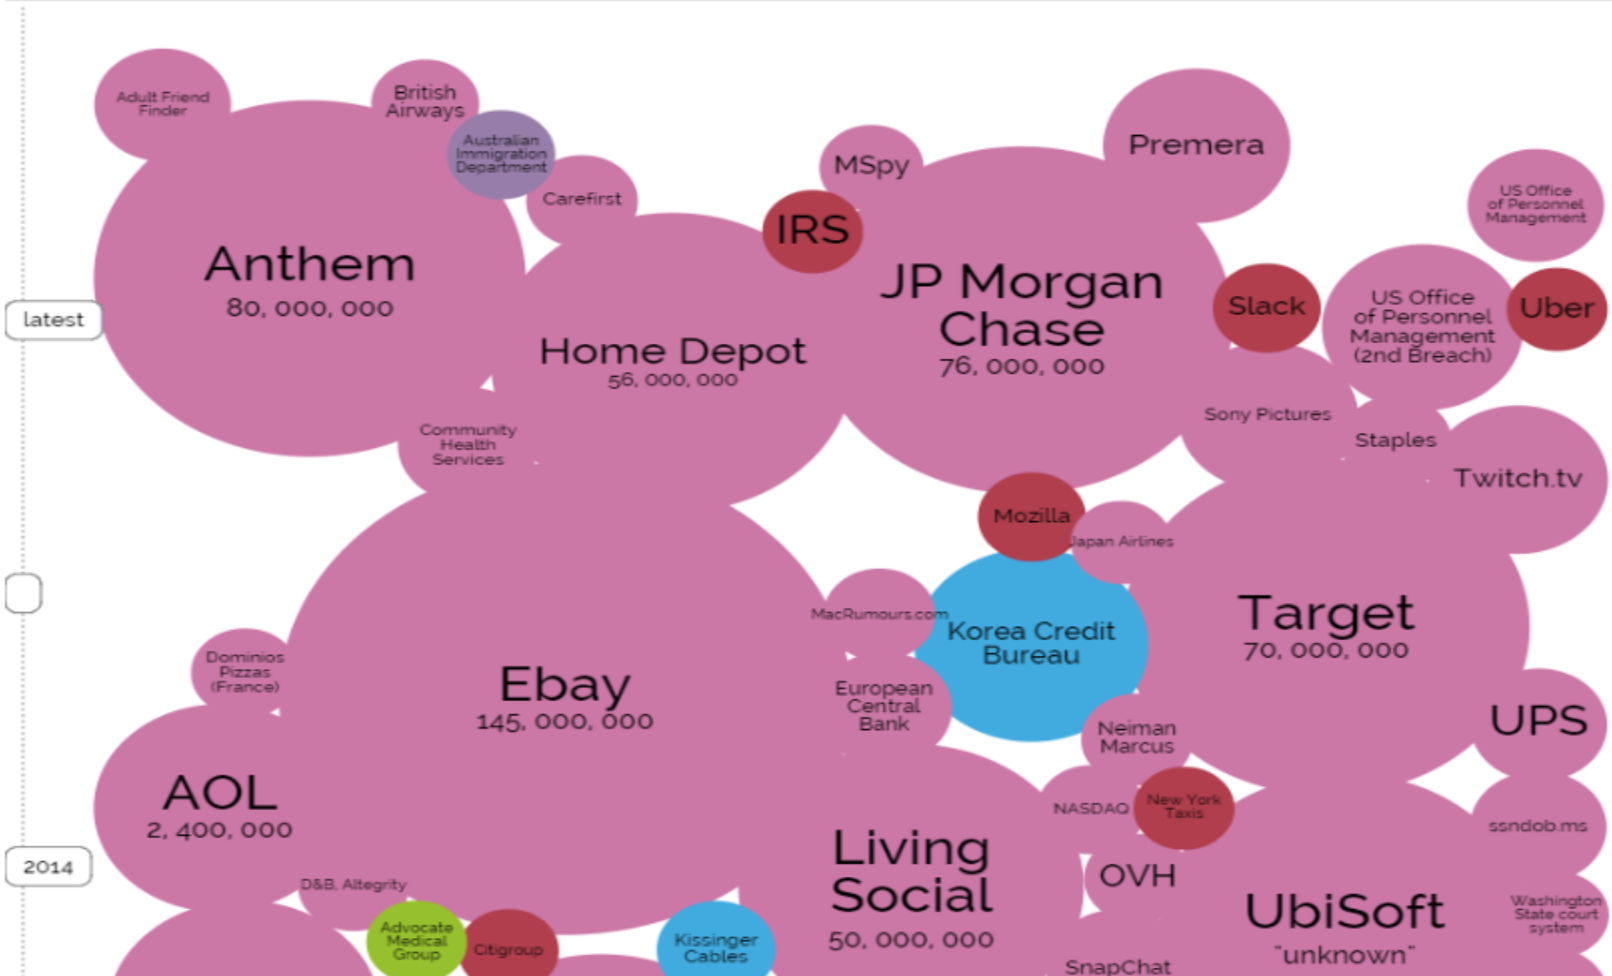 Adult Friend
Finder
British
Airways
Australian
Immigration
Department
Carefirst
MSpy
Premera
IRS
US Office
of Personnel
Management
Anthem
80, 000, 000
latest
Home Depot
56, 000, 000
JP Morgan
Chase
76, 000, 000
Slack
US Office
of Personnel
Management
(2nd Breach)
Uber
Community
Health
Services
Sony Pictures
Staples
Twitch.tv
Mozilla
Japan Airlines
MacRumours.com
Korea Credit
Bureau
Target
70, 000, 000
Dominios
Pizzas
(France)
Ebay
145, 000, 000
European
Central
Bank
Neiman
Marcus
UPS
AOL
2, 400, 000
NASDAQ
New York
Taxis
ssndob.ms
2014
D&B, Altegrity
Living
Social
50, 000, 000
OVH
UbiSoft
"unknown"
Washington
State court
system
Advocate
Medical
Group
Citigroup
Kissinger
Cables
SnapChat